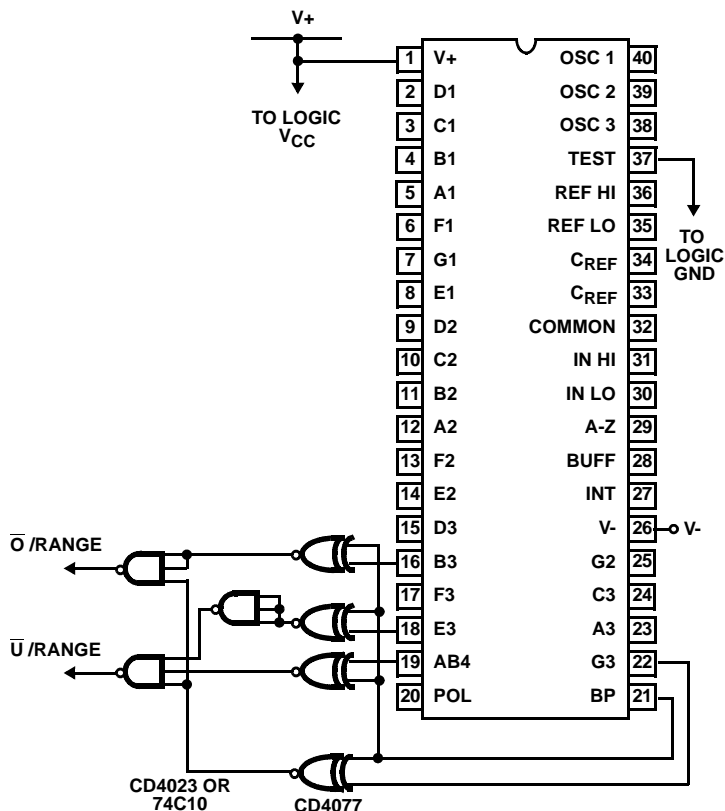 V+
TO LOGIC
VCC
1 V+ OSC 1 40
2 D1 OSC 2 39
3 C1 OSC 3 38
4 B1 TEST 37
5 A1 REF HI 36
6 F1 REF LO 35
7 G1 CREF 34
8 E1 CREF 33
9 D2 COMMON 32
10 C2 IN HI 31
11 B2 IN LO 30
12 A2 A-Z 29
13 F2 BUFF 28
14 E2 INT 27
15 D3 V- 26 V-
16 B3 G2 25
17 F3 C3 24
18 E3 A3 23
19 AB4 G3 22
20 POL BP 21
TO
LOGIC
GND
O̅ /RANGE
U̅ /RANGE
CD4023 OR
74C10
CD4077